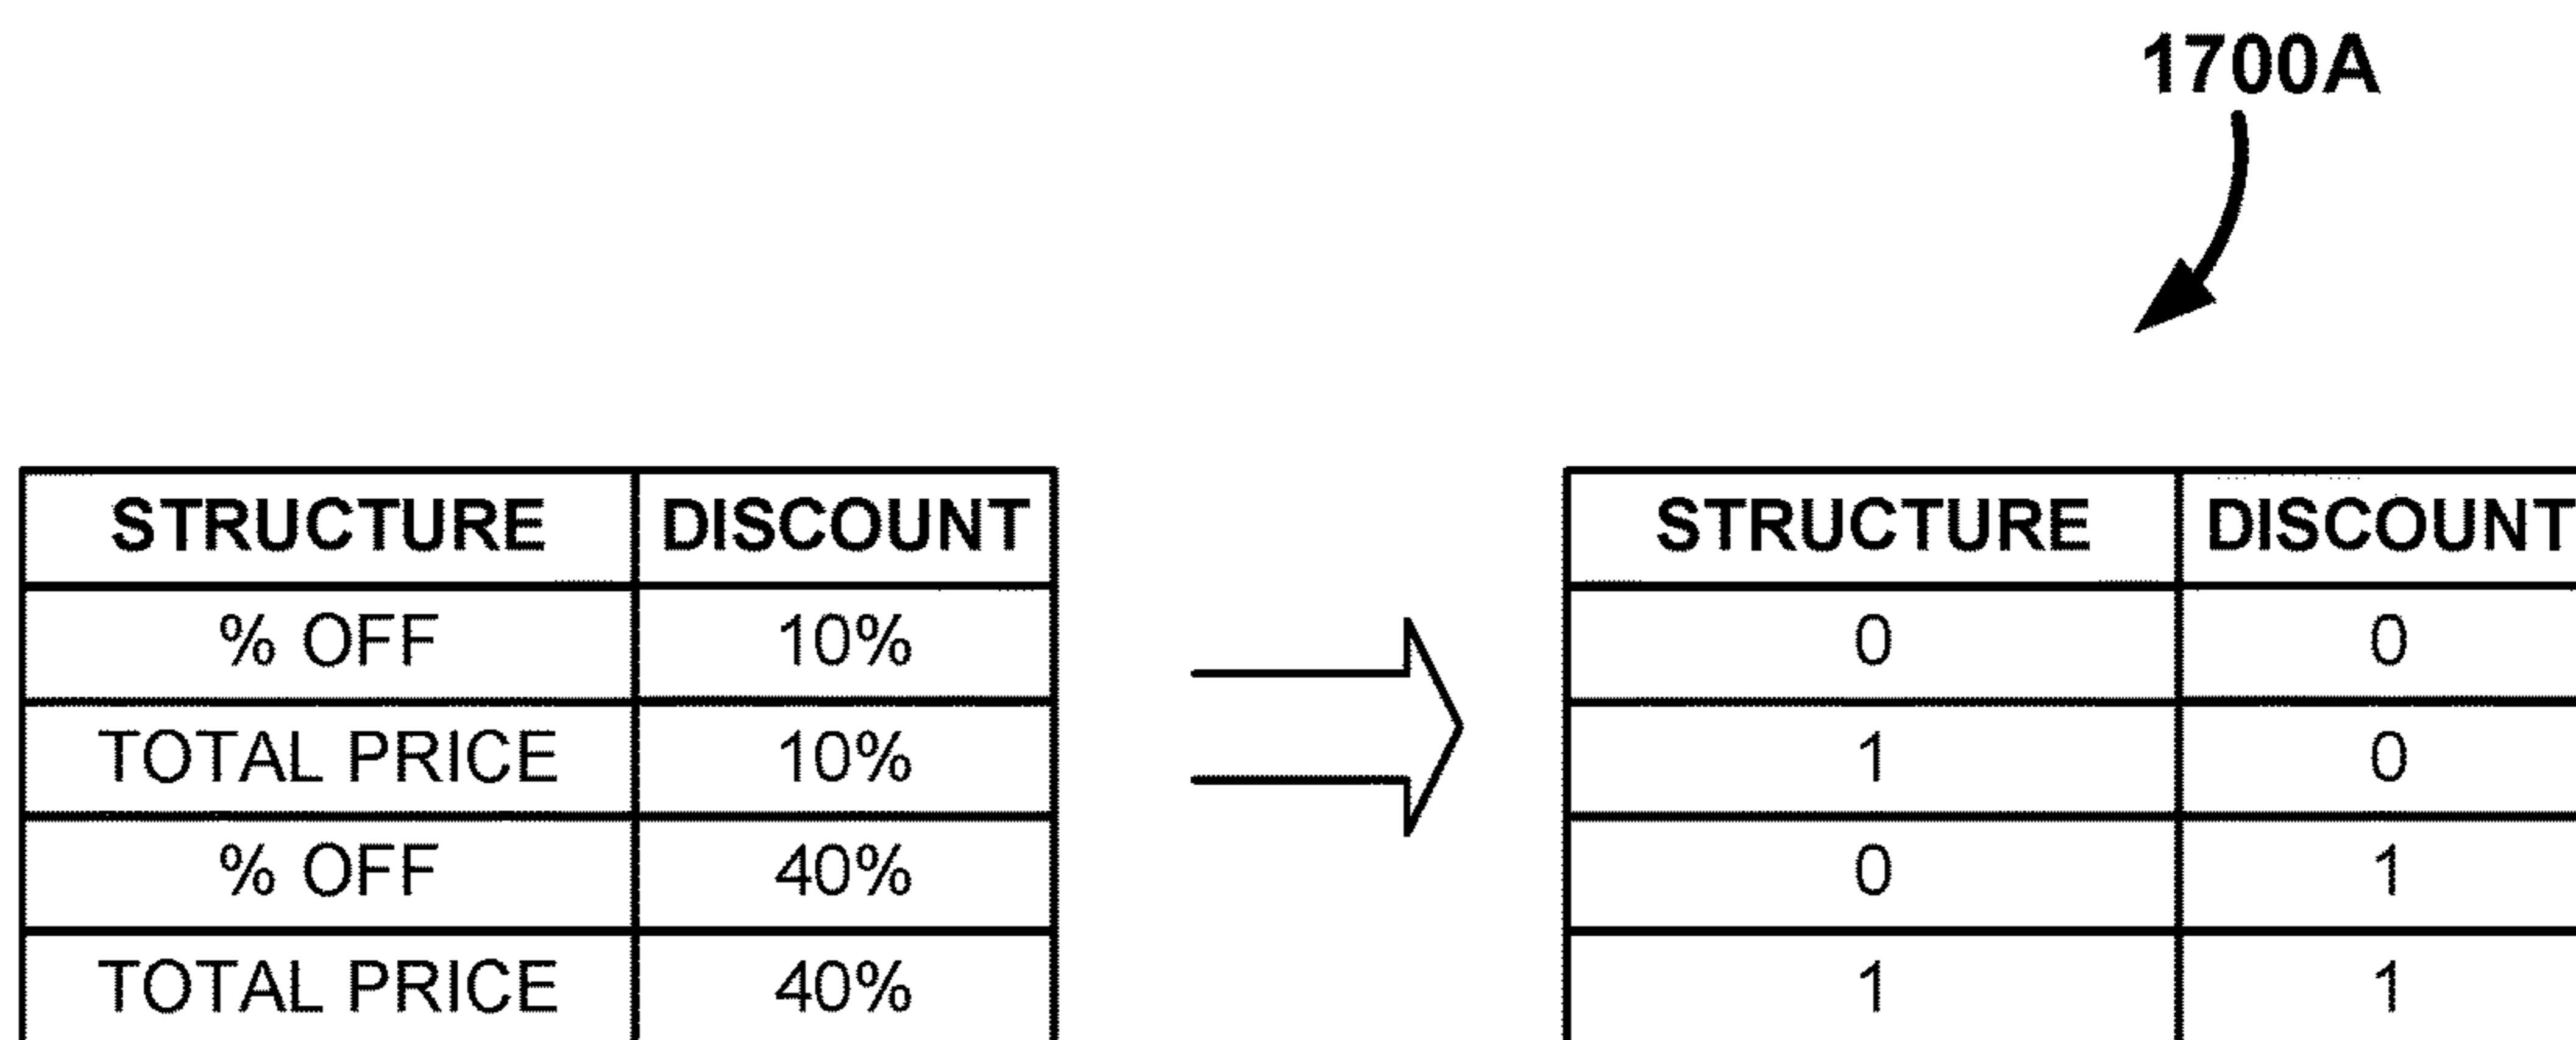 1700A
STRUCTURE DISCOUNT STRUCTURE DISCOUNT
% OFF 10% 0 0
TOTAL PRICE 10% 1 0
% OFF 40% 0 1
TOTAL PRICE 40% 1 1